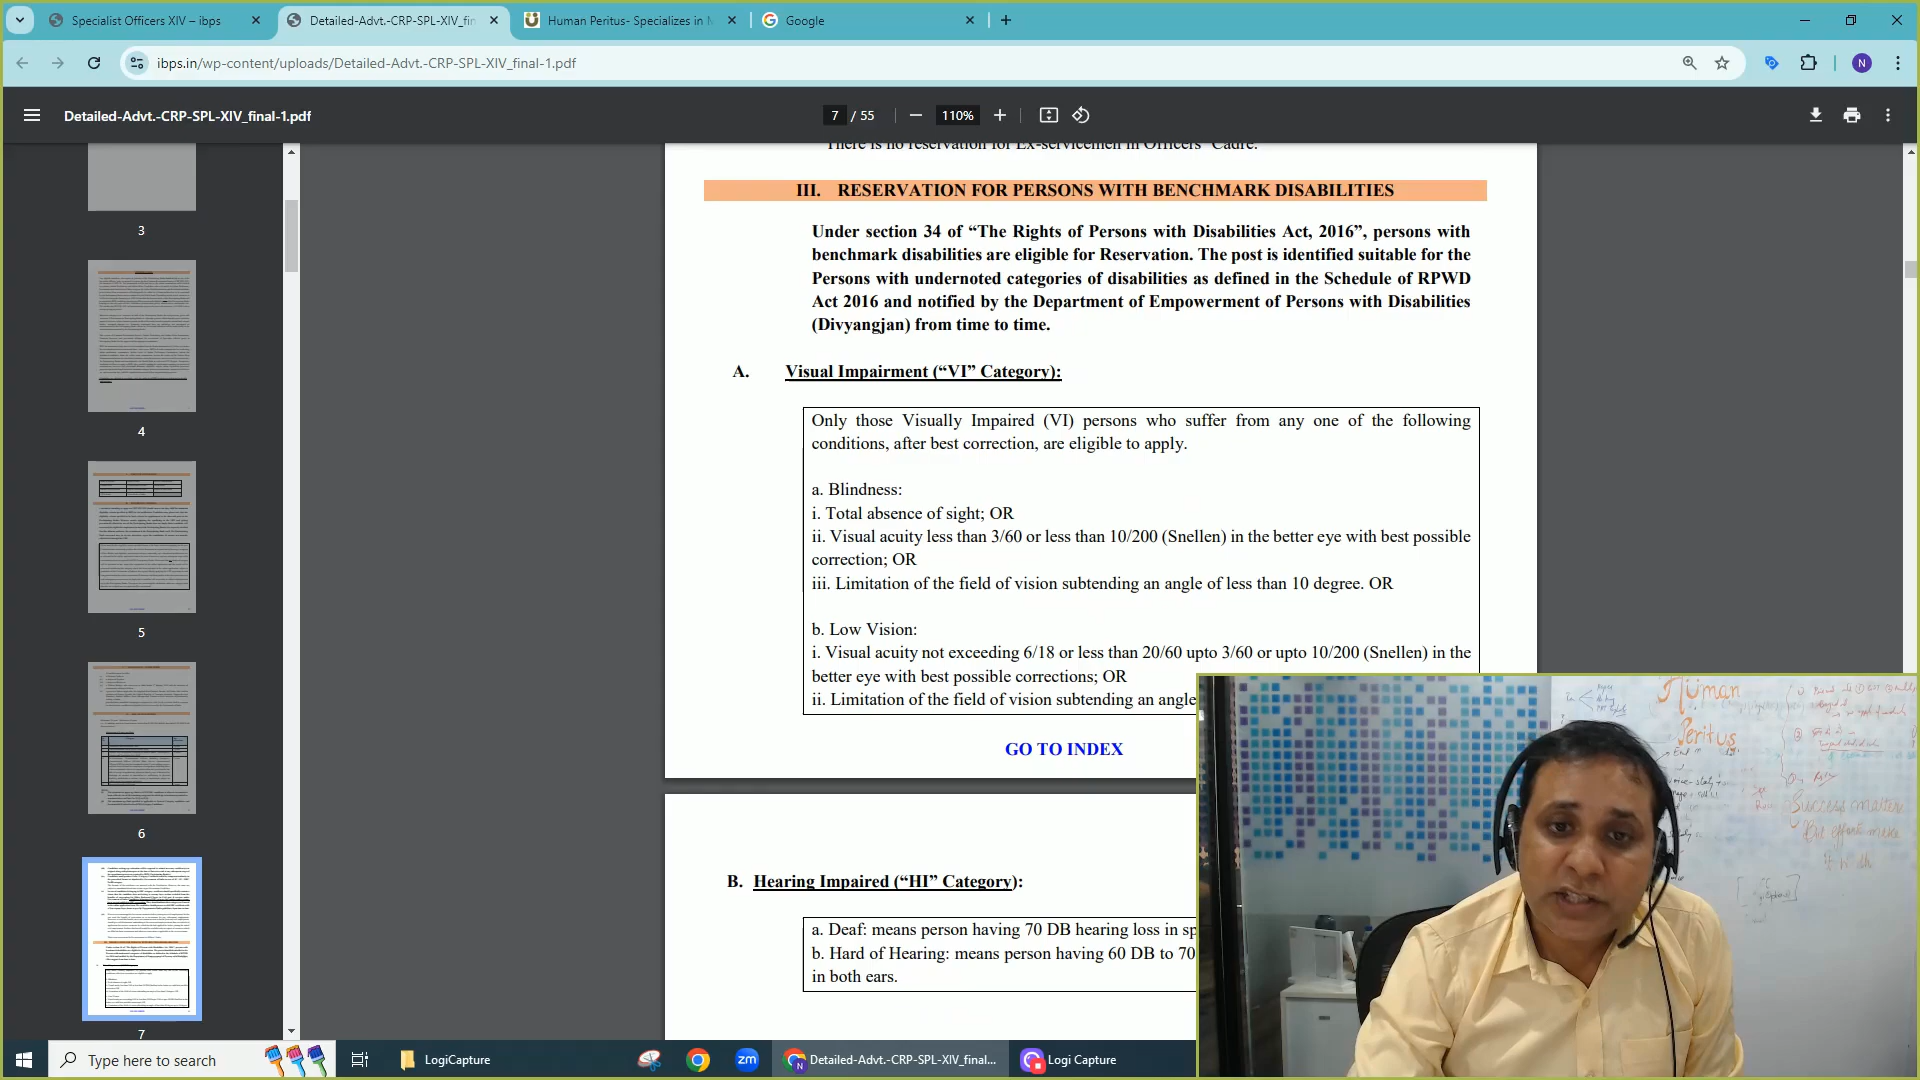 Specialist Officers XIV – ibps
Detailed-Advt.-CRP-SPL-XIV_fin
Human Peritus- Specializes in
Google
ibps.in/wp-content/uploads/Detailed-Advt.-CRP-SPL-XIV_final-1.pdf
N
Detailed-Advt.-CRP-SPL-XIV_final-1.pdf
7 / 55
110%
3
4
5
6
7
There is no reservation for Ex-servicemen in Officers' Cadre.
III. RESERVATION FOR PERSONS WITH BENCHMARK DISABILITIES
Under section 34 of “The Rights of Persons with Disabilities Act, 2016”, persons with
benchmark disabilities are eligible for Reservation. The post is identified suitable for the
Persons with undernoted categories of disabilities as defined in the Schedule of RPWD
Act 2016 and notified by the Department of Empowerment of Persons with Disabilities
(Divyangjan) from time to time.
A. Visual Impairment (“VI” Category):
Only those Visually Impaired (VI) persons who suffer from any one of the following
conditions, after best correction, are eligible to apply.
a. Blindness:
i. Total absence of sight; OR
ii. Visual acuity less than 3/60 or less than 10/200 (Snellen) in the better eye with best possible
correction; OR
iii. Limitation of the field of vision subtending an angle of less than 10 degree. OR
b. Low Vision:
i. Visual acuity not exceeding 6/18 or less than 20/60 upto 3/60 or upto 10/200 (Snellen) in the
better eye with best possible corrections; OR
ii. Limitation of the field of vision subtending an angle
GO TO INDEX
B. Hearing Impaired (“HI” Category):
a. Deaf: means person having 70 DB hearing loss in sp
b. Hard of Hearing: means person having 60 DB to 70
in both ears.
Human
Peritus
Success matter
But effort make
Type here to search
LogiCapture
zm
Detailed-Advt.-CRP-SPL-XIV_final...
Logi Capture